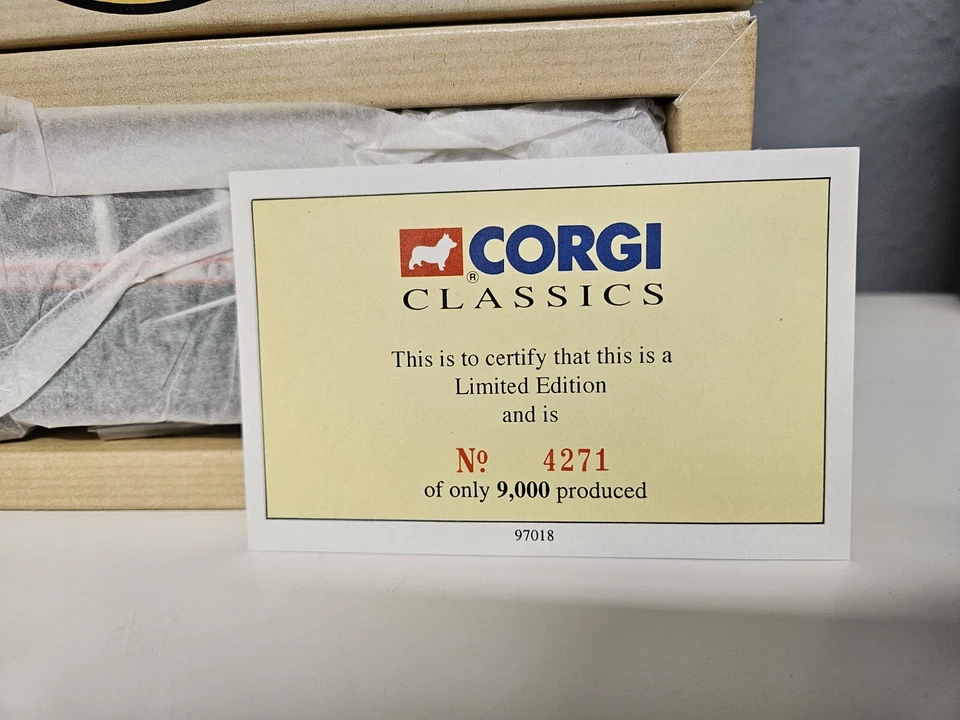 CORGI
®
CLASSICS
This is to certify that this is a
Limited Edition
and is
Nº 4271
of only 9,000 produced
97018